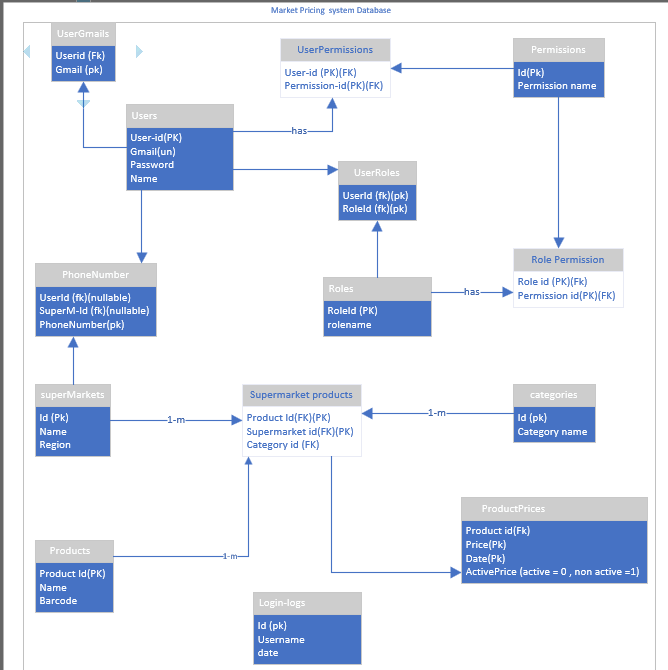 Market Pricing system Database
UserGmails
Userid (Fk)
Gmail (pk)
UserPermissions
User-id (PK)(FK)
Permission-id(PK)(FK)
Permissions
Id(Pk)
Permission name
Users
User-id(PK)
Gmail(un)
Password
Name
has
UserRoles
UserId (fk)(pk)
RoleId (fk)(pk)
PhoneNumber
UserId (fk)(nullable)
SuperM-Id (fk)(nullable)
PhoneNumber(pk)
Roles
RoleId (PK)
rolename
has
Role Permission
Role id (PK)(Fk)
Permission id(PK)(FK)
superMarkets
Id (Pk)
Name
Region
1-m
Supermarket products
Product Id(FK)(PK)
Supermarket id(FK)(PK)
Category id (FK)
1-m
categories
Id (pk)
Category name
Products
Product Id(PK)
Name
Barcode
1-m
ProductPrices
Product id(Fk)
Price(Pk)
Date(Pk)
ActivePrice (active = 0 , non active =1)
Login-logs
Id (pk)
Username
date